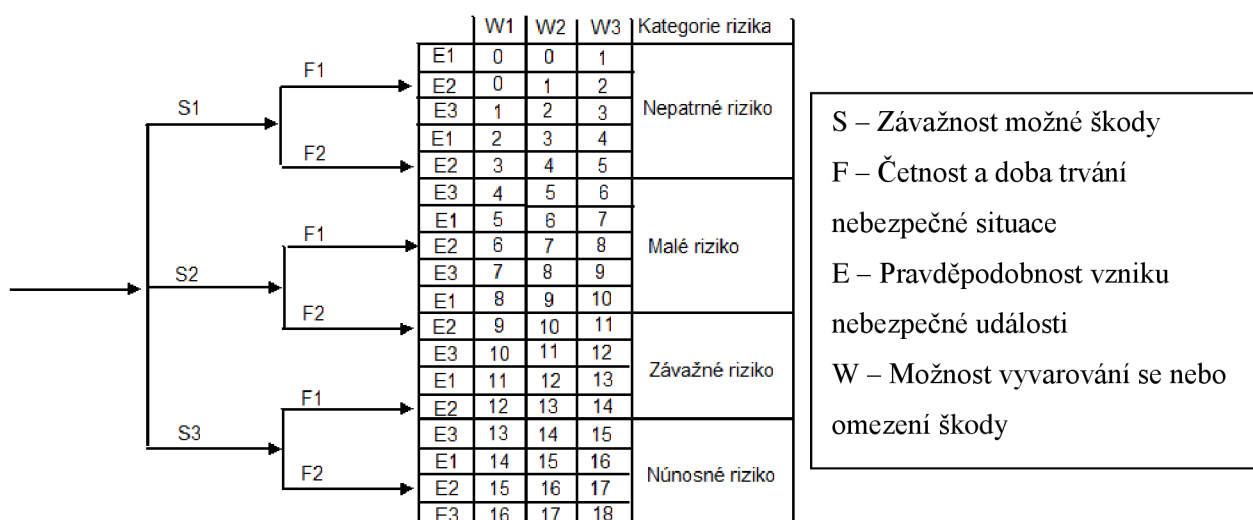 W1 W2 W3 Kategorie rizika
E1 0 0 1
F1
E2 0 1 2
S1
E3 1 2 3 Nepatrné riziko
E1 2 3 4
F2
E2 3 4 5
E3 4 5 6
E1 5 6 7
F1
E2 6 7 8 Malé riziko
S2
E3 7 8 9
E1 8 9 10
F2
E2 9 10 11
E3 10 11 12
Závažné riziko
E1 11 12 13
F1
E2 12 13 14
S3
E3 13 14 15
E1 14 15 16
F2
Núnosné riziko
E2 15 16 17
E3 16 17 18
S – Závažnost možné škody
F – Četnost a doba trvání
nebezpečné situace
E – Pravděpodobnost vzniku
nebezpečné události
W – Možnost vyvarování se nebo
omezení škody